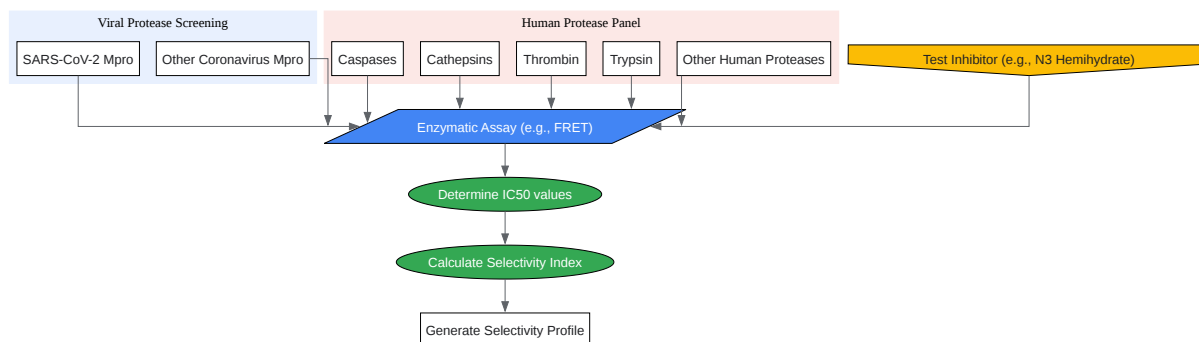 Viral Protease Screening
Human Protease Panel
SARS-CoV-2 Mpro
Other Coronavirus Mpro
Caspases
Cathepsins
Thrombin
Trypsin
Other Human Proteases
Test Inhibitor (e.g., N3 Hemihydrate)
Enzymatic Assay (e.g., FRET)
Determine IC50 values
Calculate Selectivity Index
Generate Selectivity Profile